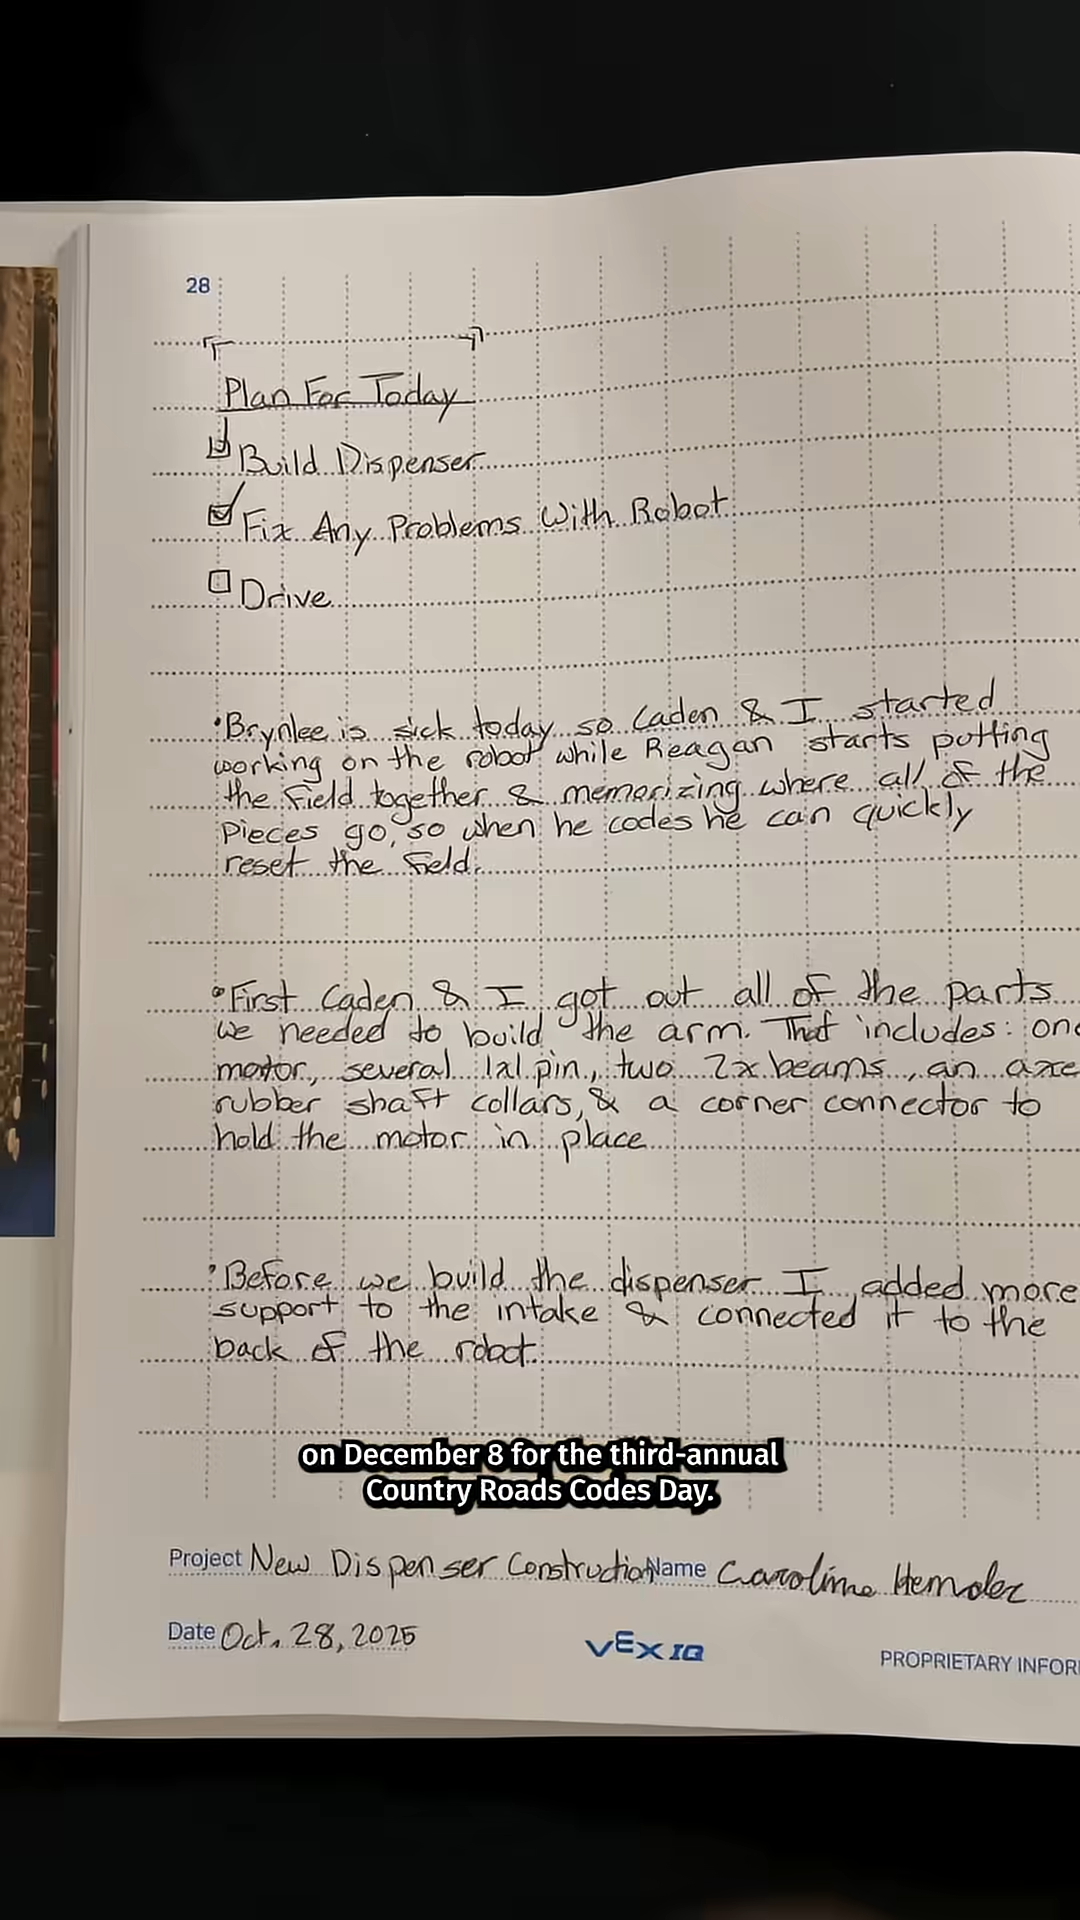 28
Plan For Today
Build Dispenser
Fix Any Problems With Robot
Drive
•Brynlee is sick today so Caden & I started
working on the robot while Reagan starts putting
the field together & memorizing where all of the
pieces go, so when he codes he can quickly
reset the field.
•First Caden & I got out all of the parts
we needed to build the arm. That includes: one
motor, several 1x1 pin, two 2x beams, an axe
rubber shaft collars, & a corner connector to
hold the motor in place
•Before we build the dispenser I added more
support to the intake & connected it to the
back of the robot.
on December 8 for the third-annual
Country Roads Codes Day.
Project New Dispenser Construction Name Caroline
Date Oct. 28, 2025
VEX IQ
PROPRIETARY INFOR